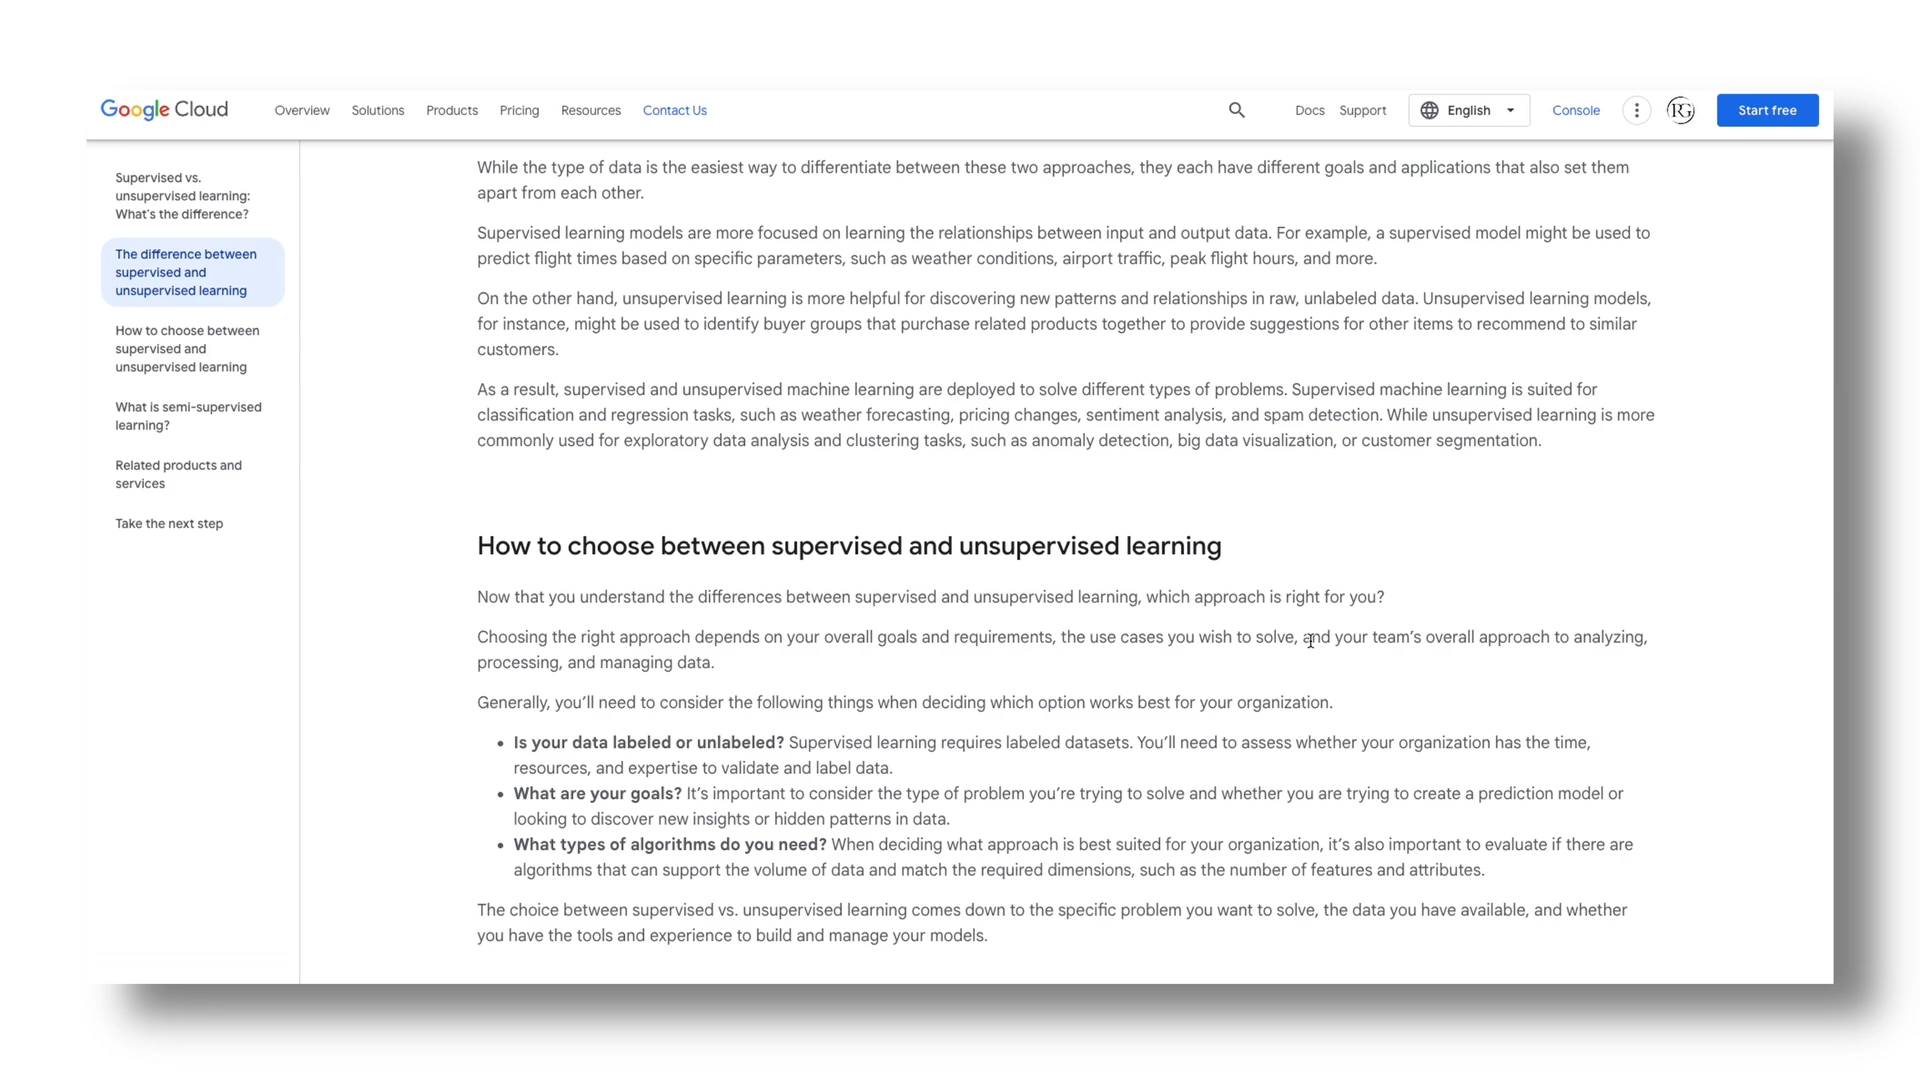 Google Cloud
Overview
Solutions
Products
Pricing
Resources
Contact Us
Docs
Support
English
Console
RG
Start free
Supervised vs.
unsupervised learning:
What's the difference?
The difference between
supervised and
unsupervised learning
How to choose between
supervised and
unsupervised learning
What is semi-supervised
learning?
Related products and
services
Take the next step
While the type of data is the easiest way to differentiate between these two approaches, they each have different goals and applications that also set them
apart from each other.
Supervised learning models are more focused on learning the relationships between input and output data. For example, a supervised model might be used to
predict flight times based on specific parameters, such as weather conditions, airport traffic, peak flight hours, and more.
On the other hand, unsupervised learning is more helpful for discovering new patterns and relationships in raw, unlabeled data. Unsupervised learning models,
for instance, might be used to identify buyer groups that purchase related products together to provide suggestions for other items to recommend to similar
customers.
As a result, supervised and unsupervised machine learning are deployed to solve different types of problems. Supervised machine learning is suited for
classification and regression tasks, such as weather forecasting, pricing changes, sentiment analysis, and spam detection. While unsupervised learning is more
commonly used for exploratory data analysis and clustering tasks, such as anomaly detection, big data visualization, or customer segmentation.
How to choose between supervised and unsupervised learning
Now that you understand the differences between supervised and unsupervised learning, which approach is right for you?
Choosing the right approach depends on your overall goals and requirements, the use cases you wish to solve, and your team’s overall approach to analyzing,
processing, and managing data.
Generally, you’ll need to consider the following things when deciding which option works best for your organization.
• Is your data labeled or unlabeled? Supervised learning requires labeled datasets. You’ll need to assess whether your organization has the time,
resources, and expertise to validate and label data.
• What are your goals? It’s important to consider the type of problem you’re trying to solve and whether you are trying to create a prediction model or
looking to discover new insights or hidden patterns in data.
• What types of algorithms do you need? When deciding what approach is best suited for your organization, it’s also important to evaluate if there are
algorithms that can support the volume of data and match the required dimensions, such as the number of features and attributes.
The choice between supervised vs. unsupervised learning comes down to the specific problem you want to solve, the data you have available, and whether
you have the tools and experience to build and manage your models.